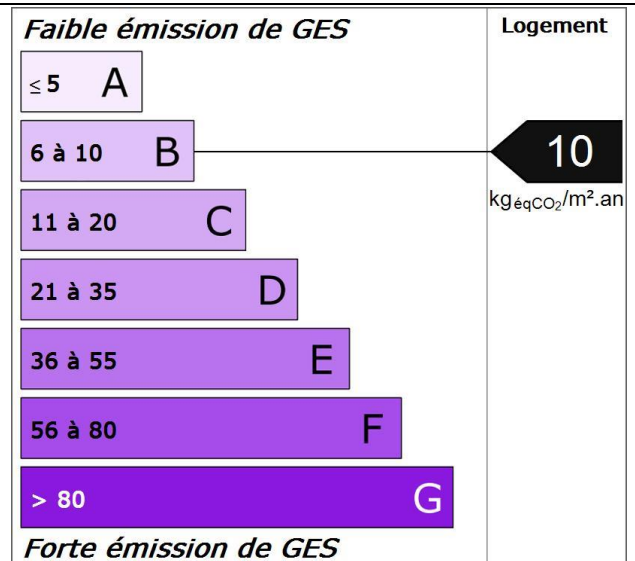 Faible émission de GES
Logement
≤ 5 A
6 à 10 B
10
kgéqCO₂/m².an
11 à 20 C
21 à 35 D
36 à 55 E
56 à 80 F
> 80 G
Forte émission de GES